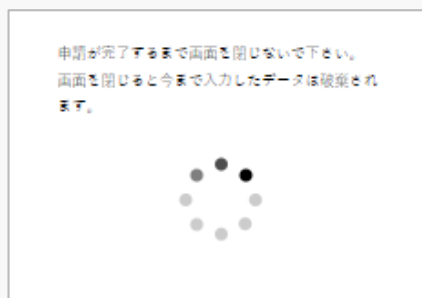 申請が完了するまで画面を閉じないで下さい。
画面を閉じると今まで入力したデータは破棄され
ます。